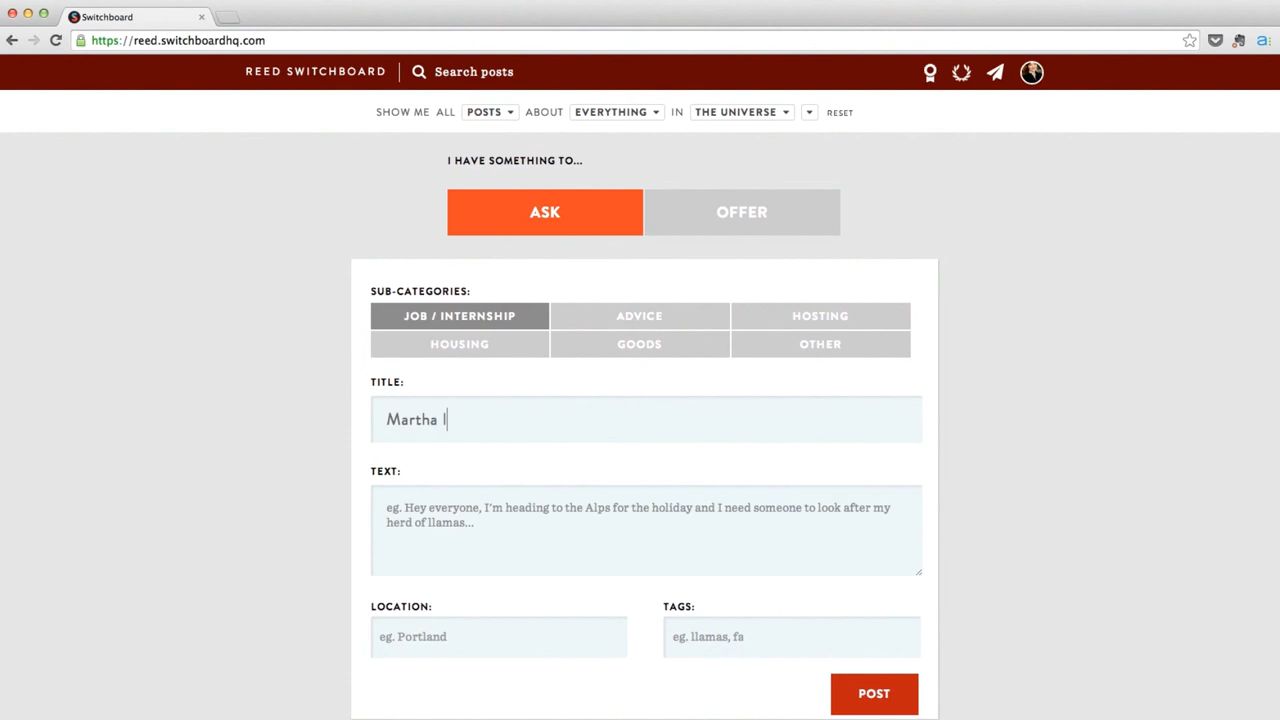 Switchboard
https://reed.switchboardhq.com
REED SWITCHBOARD Search posts
SHOW ME ALL POSTS ABOUT EVERYTHING IN THE UNIVERSE RESET
I HAVE SOMETHING TO...
ASK OFFER
SUB-CATEGORIES:
JOB / INTERNSHIP ADVICE HOSTING
HOUSING GOODS OTHER
TITLE:
Martha l
TEXT:
eg. Hey everyone, I'm heading to the Alps for the holiday and I need someone to look after my
herd of llamas...
LOCATION: TAGS:
eg. Portland eg. llamas, fa
POST